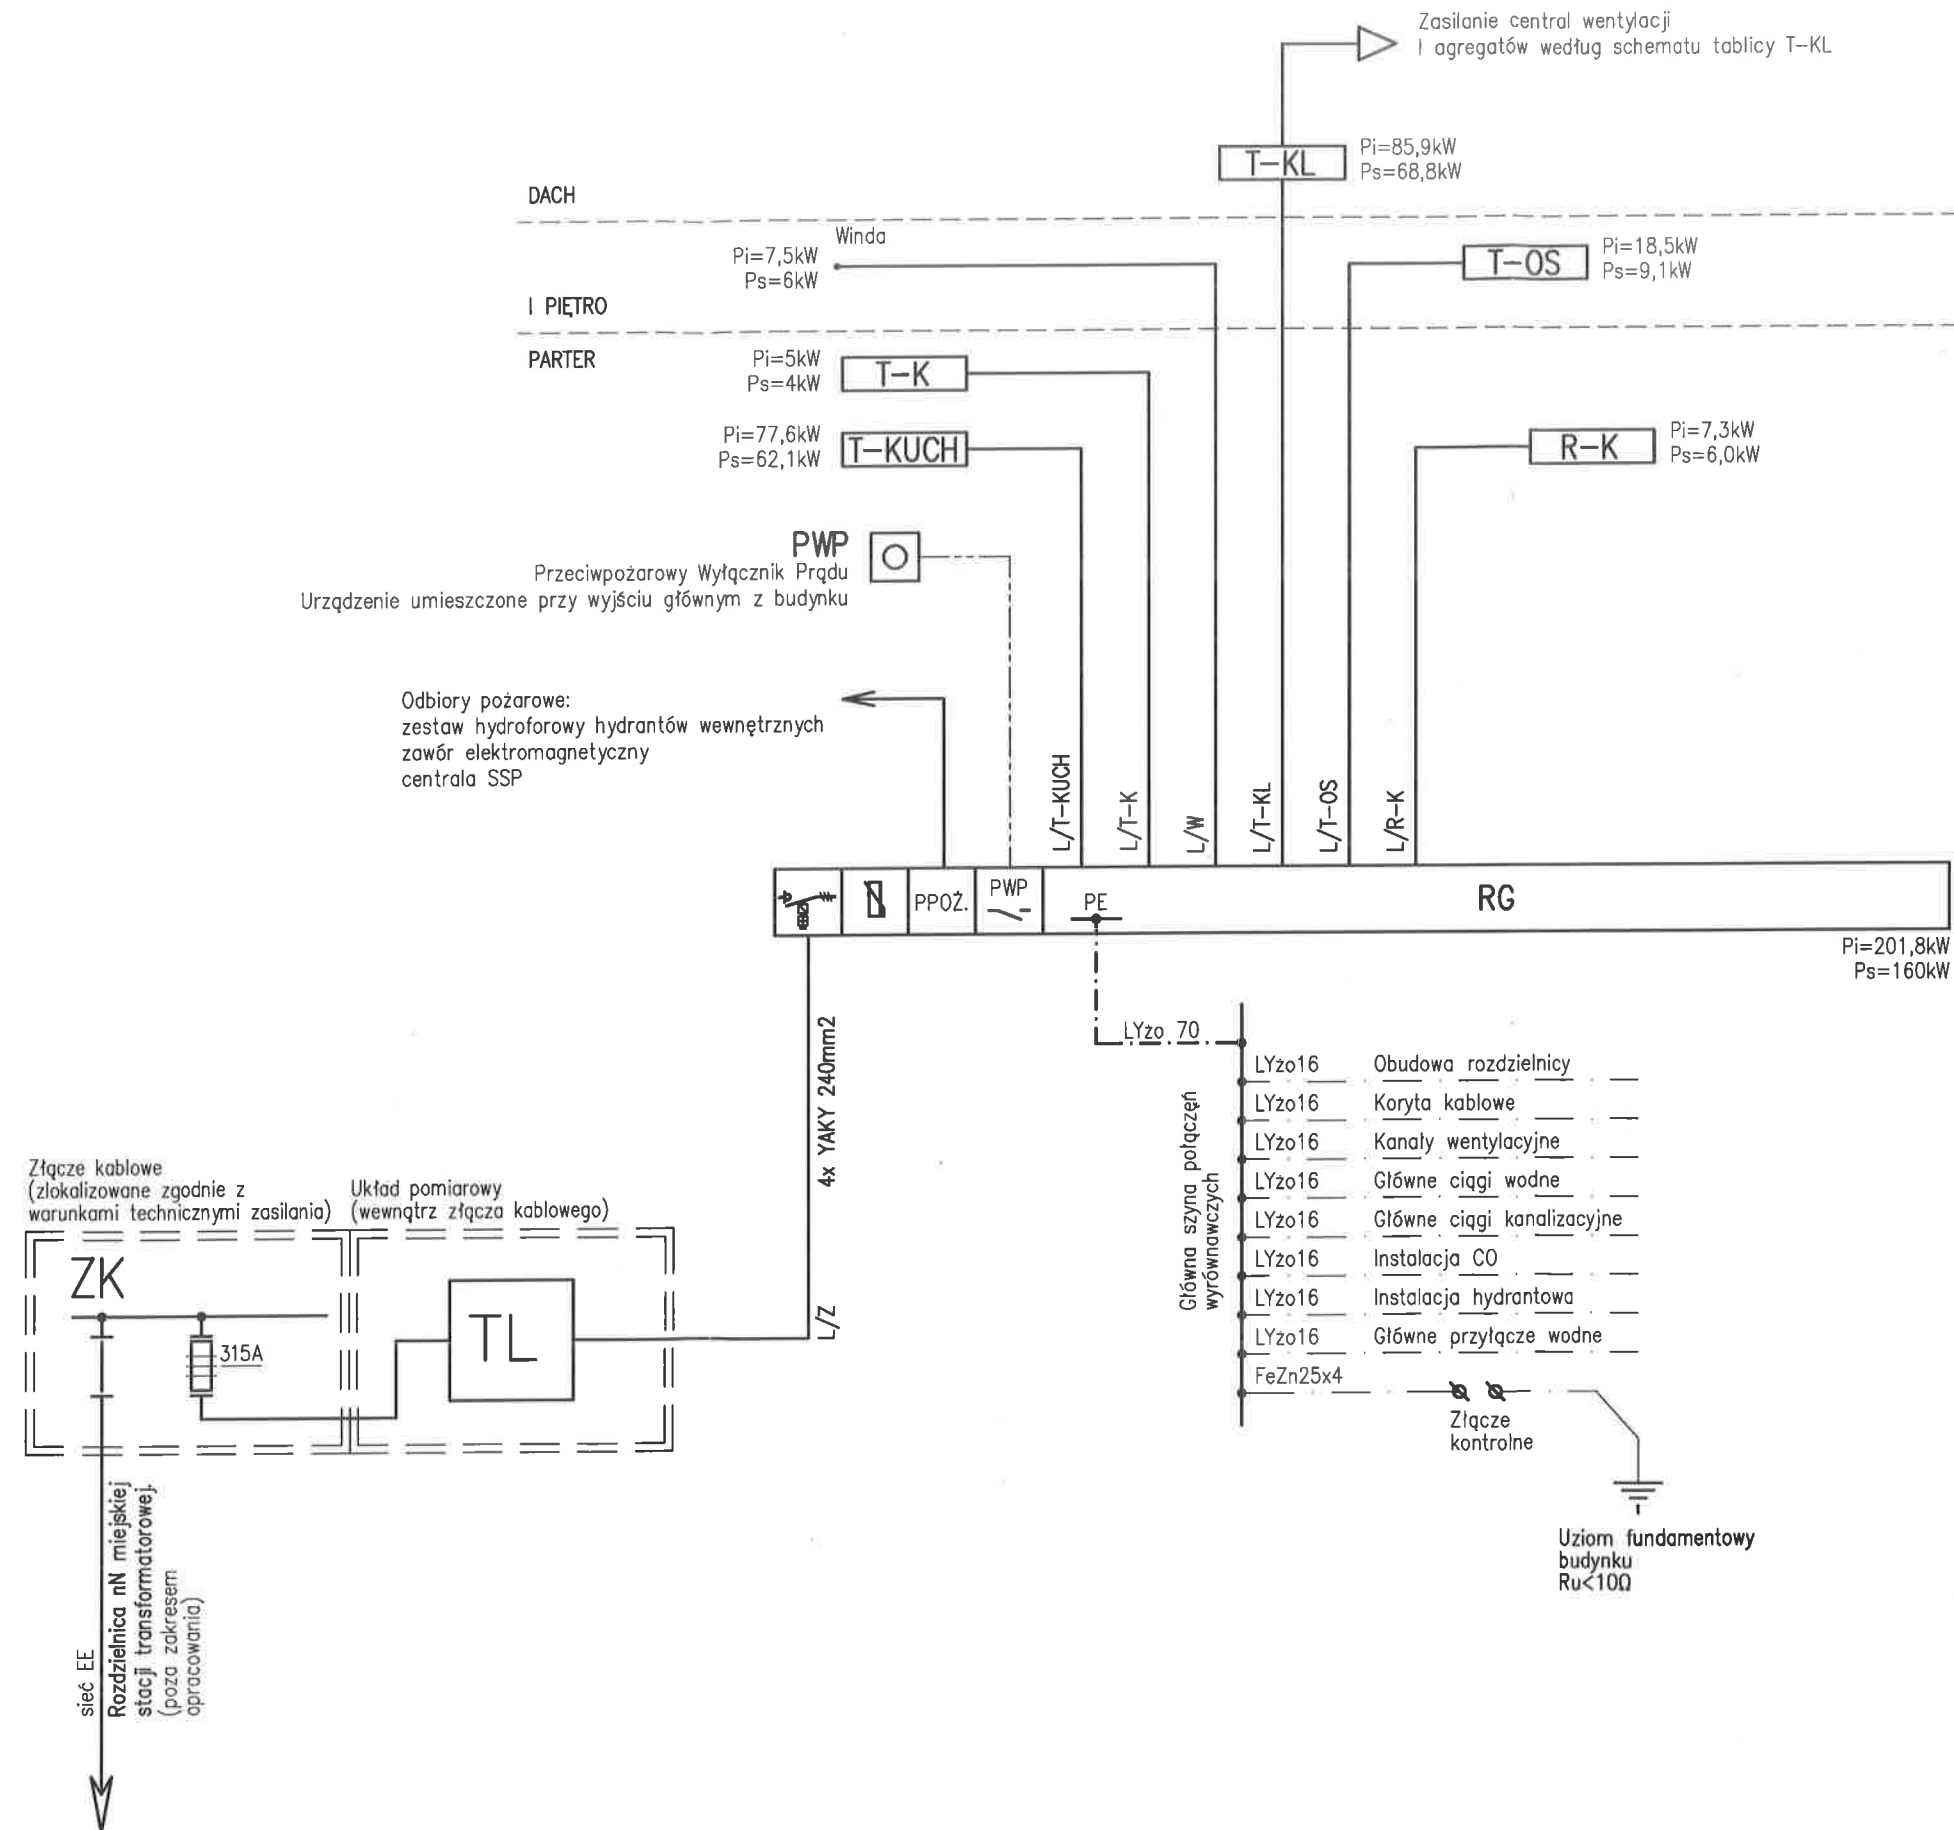 Zasilanie central wentylacji
I agregatów według schematu tablicy T-KL
T-KL
Pi=85,9kW
Ps=68,8kW
DACH
Winda
Pi=7,5kW
Ps=6kW
T-OS
Pi=18,5kW
Ps=9,1kW
I PIĘTRO
PARTER
Pi=5kW
Ps=4kW
T-K
Pi=77,6kW
Ps=62,1kW
T-KUCH
R-K
Pi=7,3kW
Ps=6,0kW
PWP
Przeciwpożarowy Wyłącznik Prądu
Urządzenie umieszczone przy wyjściu głównym z budynku
Odbiory pożarowe:
zestaw hydroforowy hydrantów wewnętrznych
zawór elektromagnetyczny
centrala SSP
L/T-KUCH
L/T-K
L/W
L/T-KL
L/T-OS
L/R-K
PPOŻ.
PWP
PE
RG
Pi=201,8kW
Ps=160kW
4x YAKY 240mm2
L/Z
LYżo 70
Główna szyna połączeń
wyrównawczych
LYżo16 Obudowa rozdzielnicy
LYżo16 Koryta kablowe
LYżo16 Kanały wentylacyjne
LYżo16 Główne ciągi wodne
LYżo16 Główne ciągi kanalizacyjne
LYżo16 Instalacja CO
LYżo16 Instalacja hydrantowa
LYżo16 Główne przyłącze wodne
FeZn25x4
Złącze
kontrolne
Uziom fundamentowy
budynku
Ru<10Ω
Złącze kablowe
(zlokalizowane zgodnie z
warunkami technicznymi zasilania)
Układ pomiarowy
(wewnątrz złącza kablowego)
ZK
315A
TL
sieć EE
Rozdzielnica nN miejskiej
stacji transformatorowej.
(poza zakresem
opracowania)